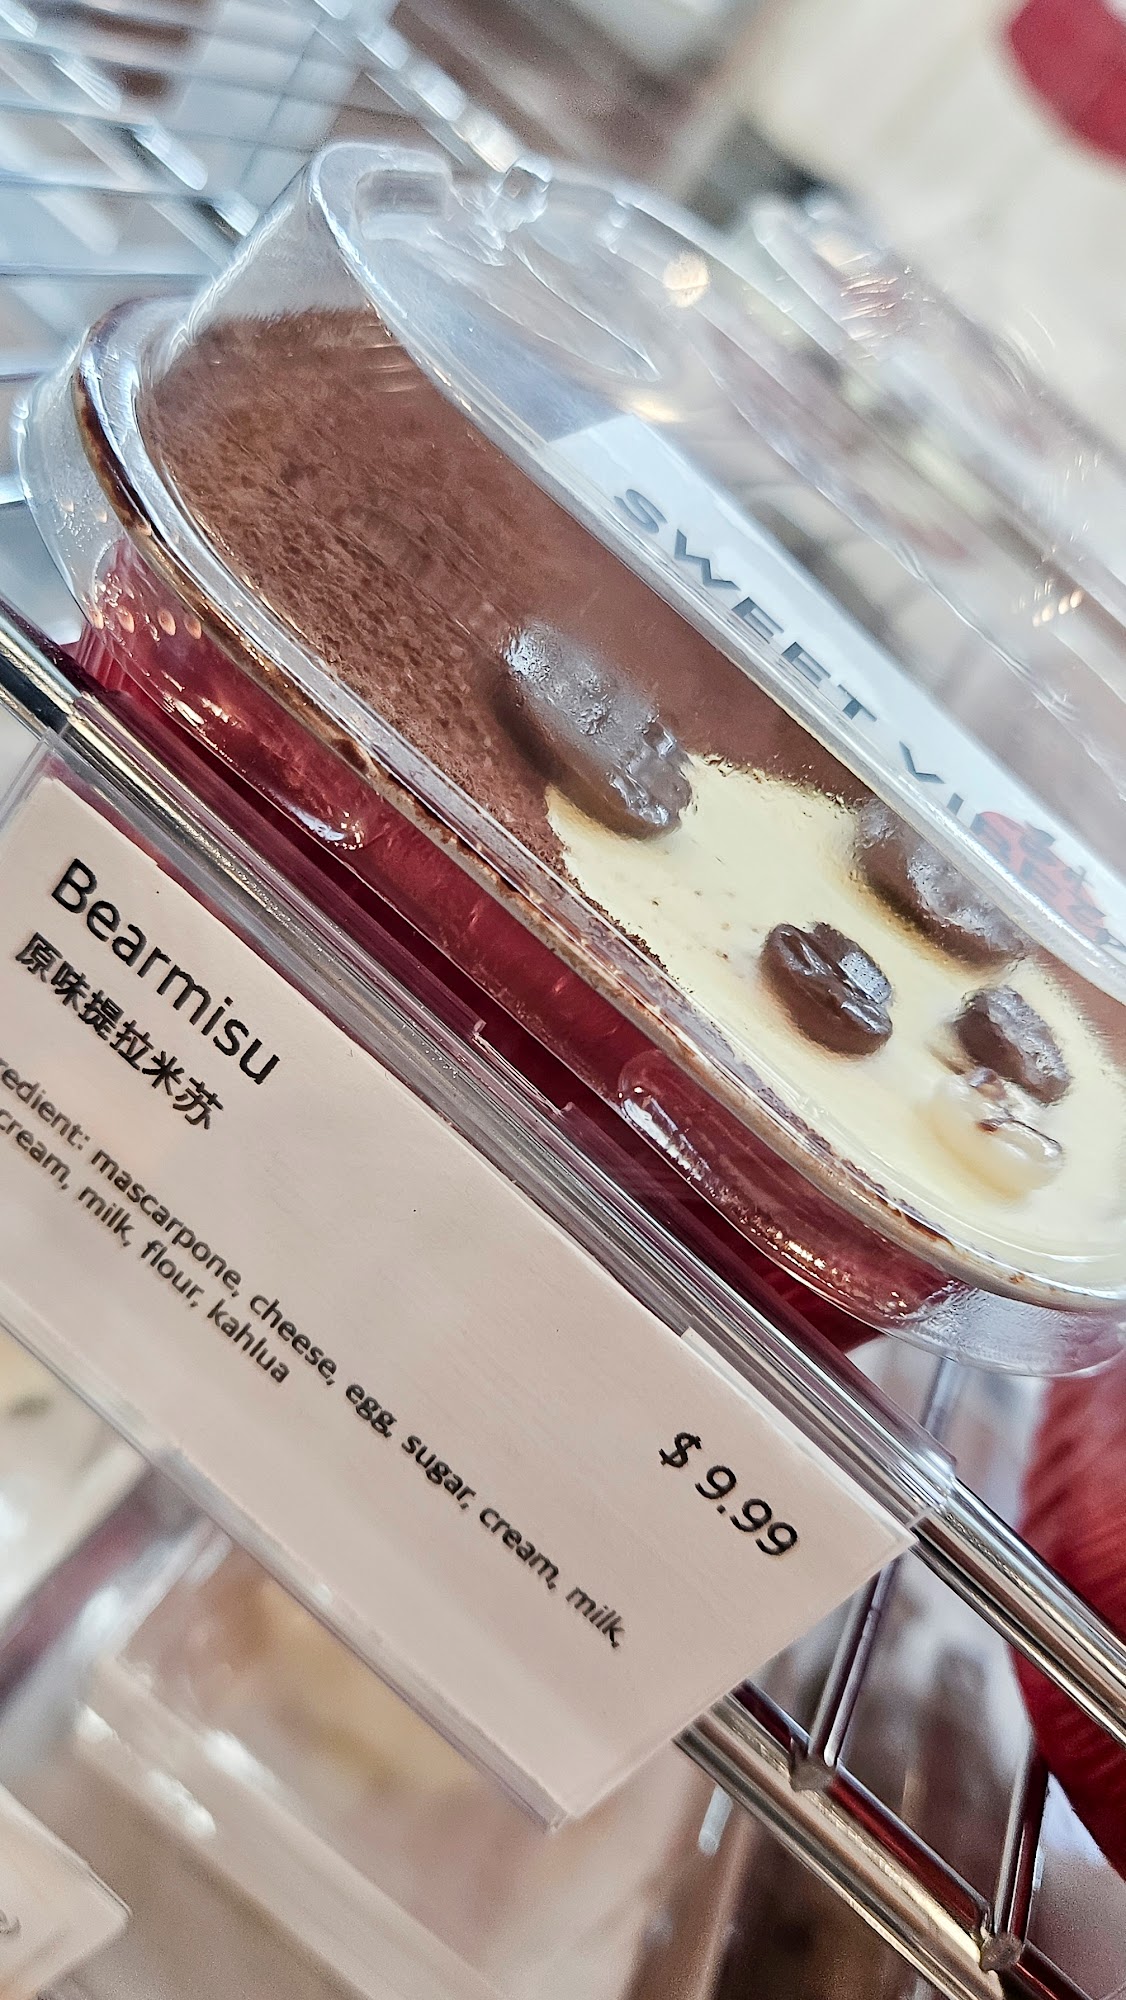 SWEET
Bearmisu
原味提拉米苏
redient: mascarpone, cheese, egg, sugar, cream, milk,
cream, milk, flour, kahlua
$ 9.99